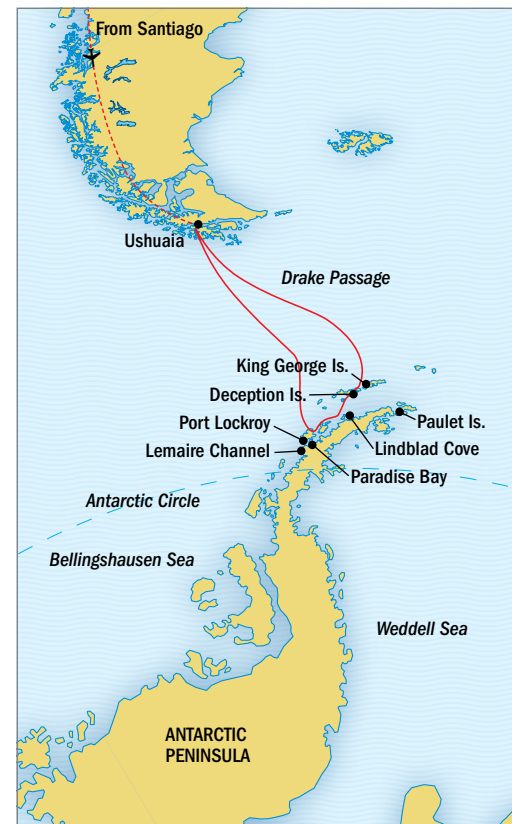 From Santiago
Ushuaia
Drake Passage
King George Is.
Deception Is.
Port Lockroy
Paulet Is.
Lemaire Channel
Lindblad Cove
Paradise Bay
Antarctic Circle
Bellingshausen Sea
Weddell Sea
ANTARCTIC
PENINSULA